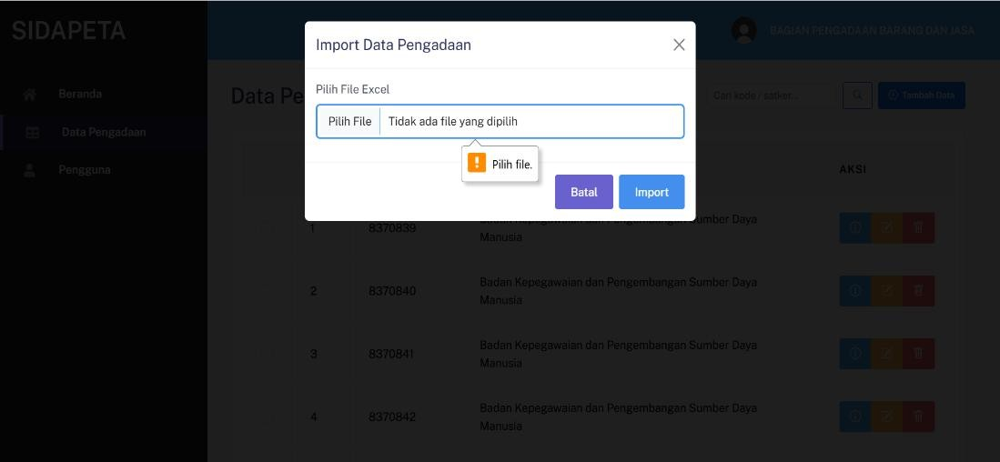 SIDAPETA
Import Data Pengadaan
BAGIAN PENGADAAN BARANG DAN JASA
Beranda
Data Pengadaan
Pengguna
Data Pe
Cari kode / satker...
Tambah Data
Pilih File Excel
Pilih File
Tidak ada file yang dipilih
Pilih file.
Batal
Import
AKSI
1
8370839
Badan Kepegawaian dan Pengembangan Sumber Daya
Manusia
2
8370840
Badan Kepegawaian dan Pengembangan Sumber Daya
Manusia
3
8370841
Badan Kepegawaian dan Pengembangan Sumber Daya
Manusia
4
8370842
Badan Kepegawaian dan Pengembangan Sumber Daya
Manusia